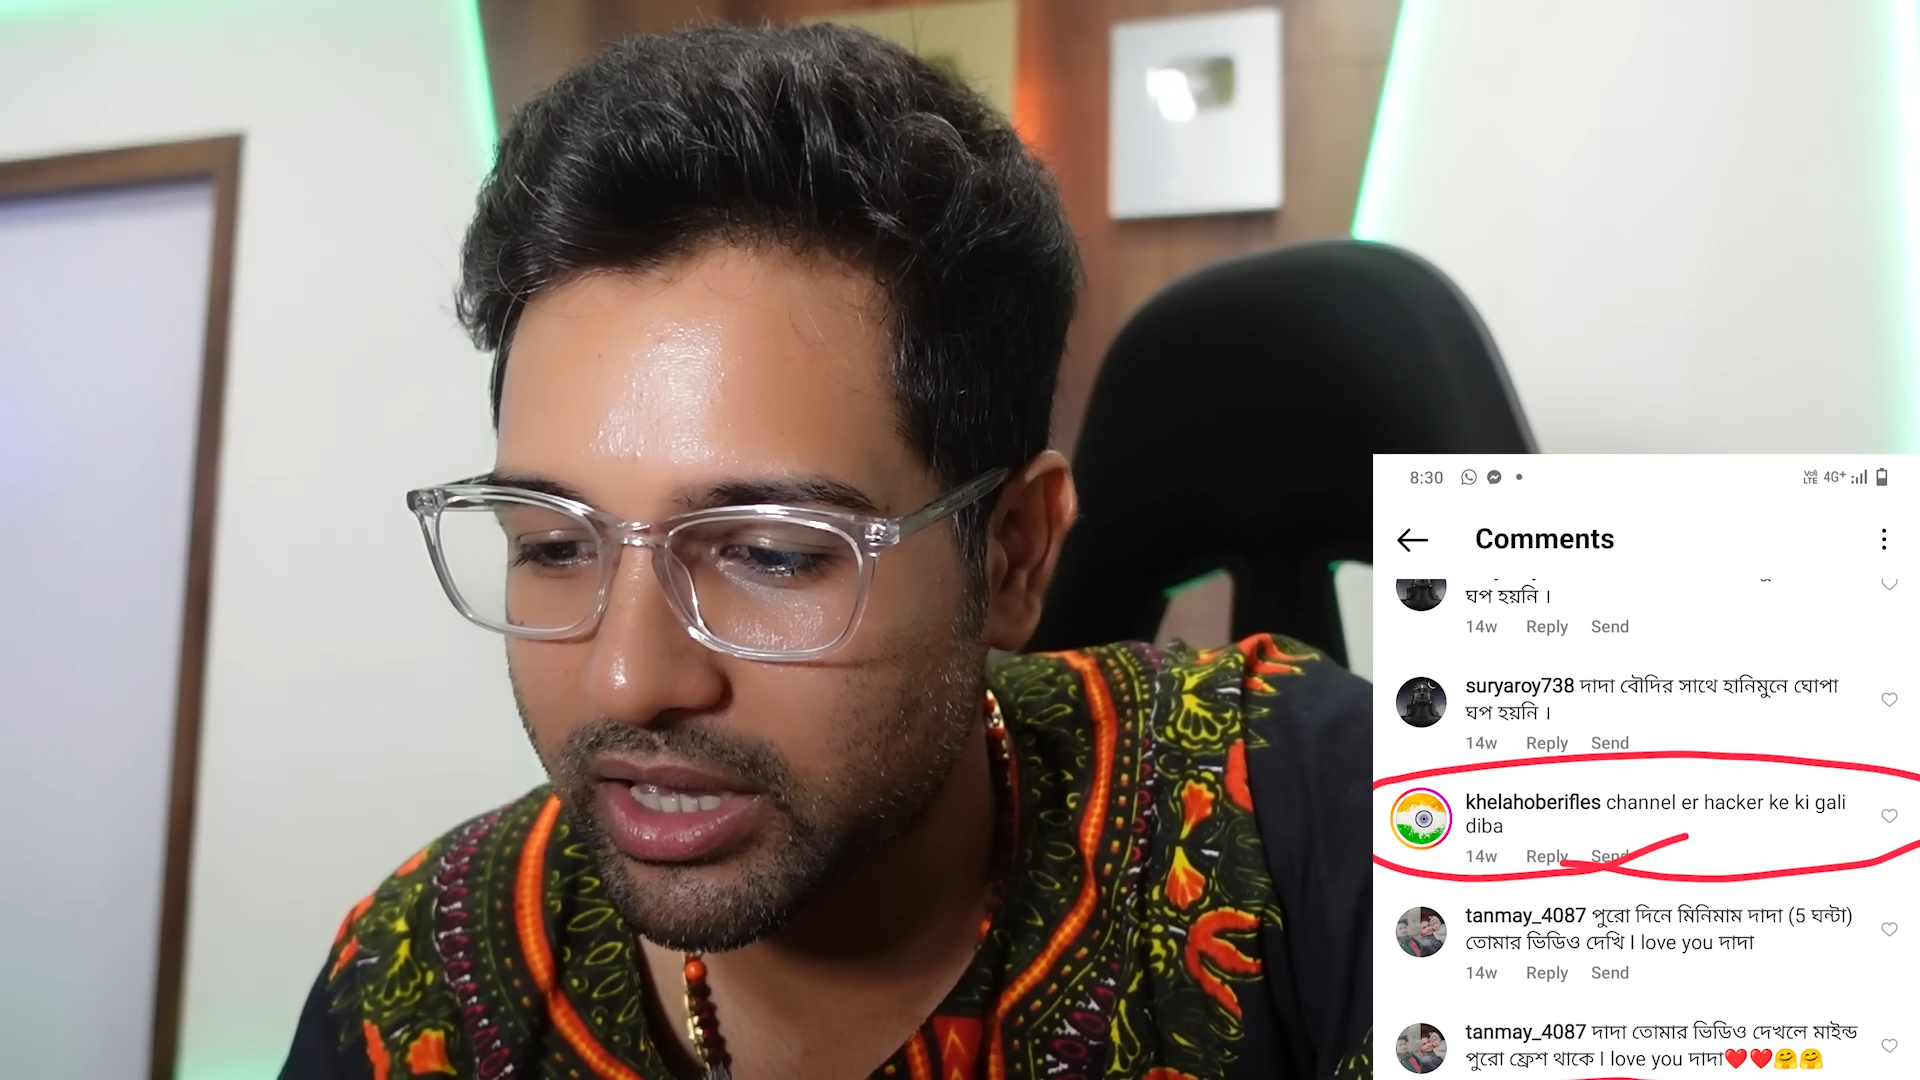 8:30
VoLTE 4G+
Comments
ঘপ হয়নি ।
14w Reply Send
suryaroy738 দাদা বৌদির সাথে হানিমুনে ঘোপা
ঘপ হয়নি ।
14w Reply Send
khelahoberifles channel er hacker ke ki gali
diba
14w Reply Send
tanmay_4087 পুরো দিনে মিনিমাম দাদা (5 ঘন্টা)
তোমার ভিডিও দেখি I love you দাদা
14w Reply Send
tanmay_4087 দাদা তোমার ভিডিও দেখলে মাইন্ড
পুরো ফ্রেশ থাকে I love you দাদা❤️❤️🤗🤗